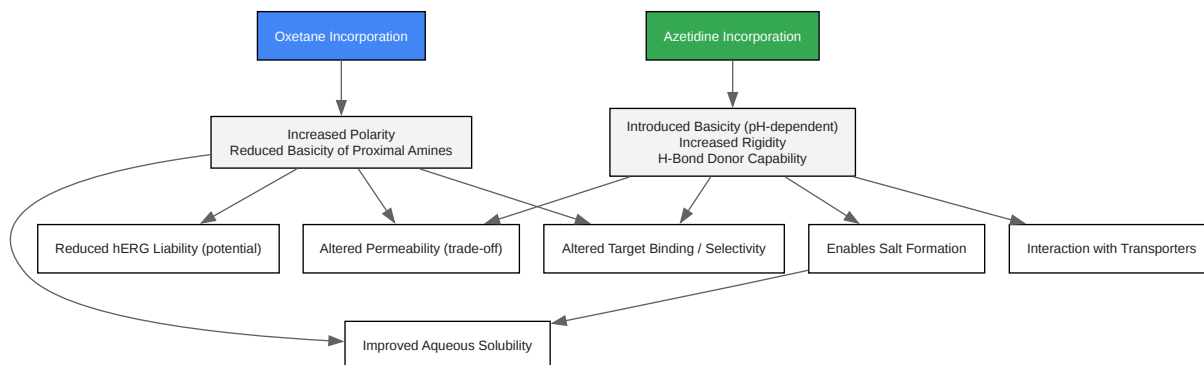 Oxetane Incorporation
Azetidine Incorporation
Increased Polarity
Reduced Basicity of Proximal Amines
Introduced Basicity (pH-dependent)
Increased Rigidity
H-Bond Donor Capability
Reduced hERG Liability (potential)
Altered Permeability (trade-off)
Altered Target Binding / Selectivity
Enables Salt Formation
Interaction with Transporters
Improved Aqueous Solubility